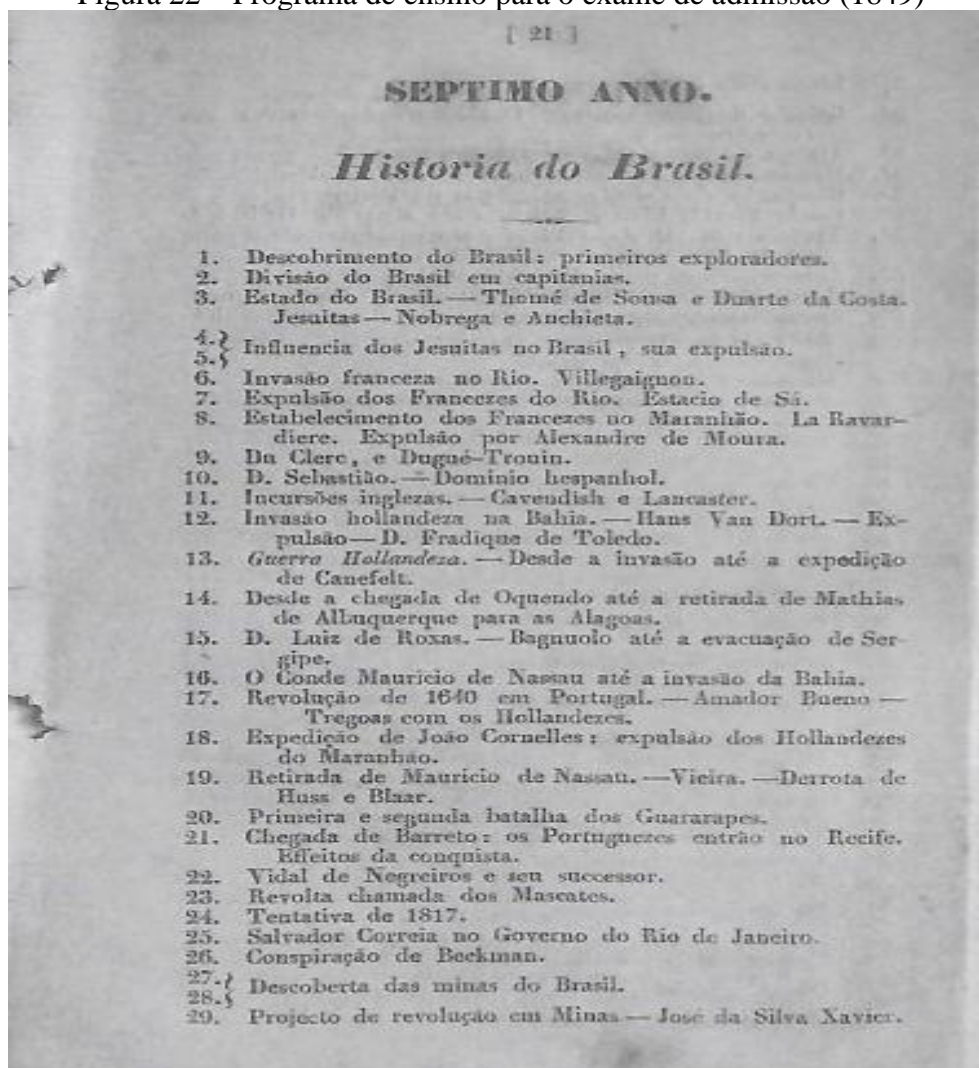 Figura 22 – Programa de ensino para o exame de admissão (1849)
[ 21 ]
SEPTIMO ANNO.
Historia do Brasil.
1. Descobrimento do Brasil: primeiros exploradores.
2. Divisão do Brasil em capitanias.
3. Estado do Brasil. — Thomé de Sousa e Duarte da Costa.
Jesuitas — Nobrega e Anchieta.
4.}
5.} Influencia dos Jesuitas no Brasil, sua expulsão.
6. Invasão franceza no Rio. Villegaignon.
7. Expulsão dos Francezes do Rio. Estacio de Sá.
8. Estabelecimento dos Francezes no Maranhão. La Ravar-
diere. Expulsão por Alexandre de Moura.
9. Du Clerc, e Dugué-Trouin.
10. D. Sebastião. — Dominio hespanhol.
11. Incursões inglezas. — Cavendish e Lancaster.
12. Invasão hollandeza na Bahia. — Hans Van Dort. — Ex-
pulsão — D. Fradique de Toledo.
13. Guerra Hollandeza. — Desde a invasão até a expedição
de Canefelt.
14. Desde a chegada de Oquendo até a retirada de Mathias
de Albuquerque para as Alagoas.
15. D. Luiz de Roxas. — Bagnuolo até a evacuação de Ser-
gipe.
16. O Conde Mauricio de Nassau até a invasão da Bahia.
17. Revolução de 1640 em Portugal. — Amador Bueno —
Tregoas com os Hollandezes.
18. Expedição de João Cornelles: expulsão dos Hollandezes
do Maranhão.
19. Retirada de Mauricio de Nassau. — Vieira. — Derrota de
Huss e Blaar.
20. Primeira e segunda batalha dos Guararapes.
21. Chegada de Barreto: os Portuguezes entrão no Recife.
Effeitos da conquista.
22. Vidal de Negreiros e seu successor.
23. Revolta chamada dos Mascates.
24. Tentativa de 1817.
25. Salvador Correia no Governo do Rio de Janeiro.
26. Conspiração de Beckman.
27.}
28.} Descoberta das minas do Brasil.
29. Projecto de revolução em Minas — José da Silva Xavier.